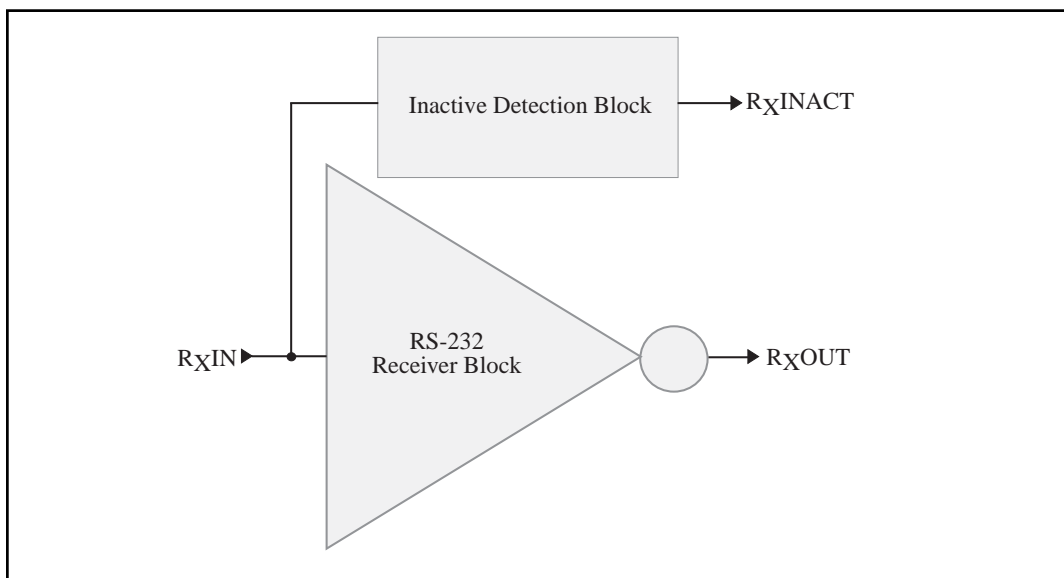 Inactive Detection Block
RXINACT
RS-232
Receiver Block
RXIN
RXOUT